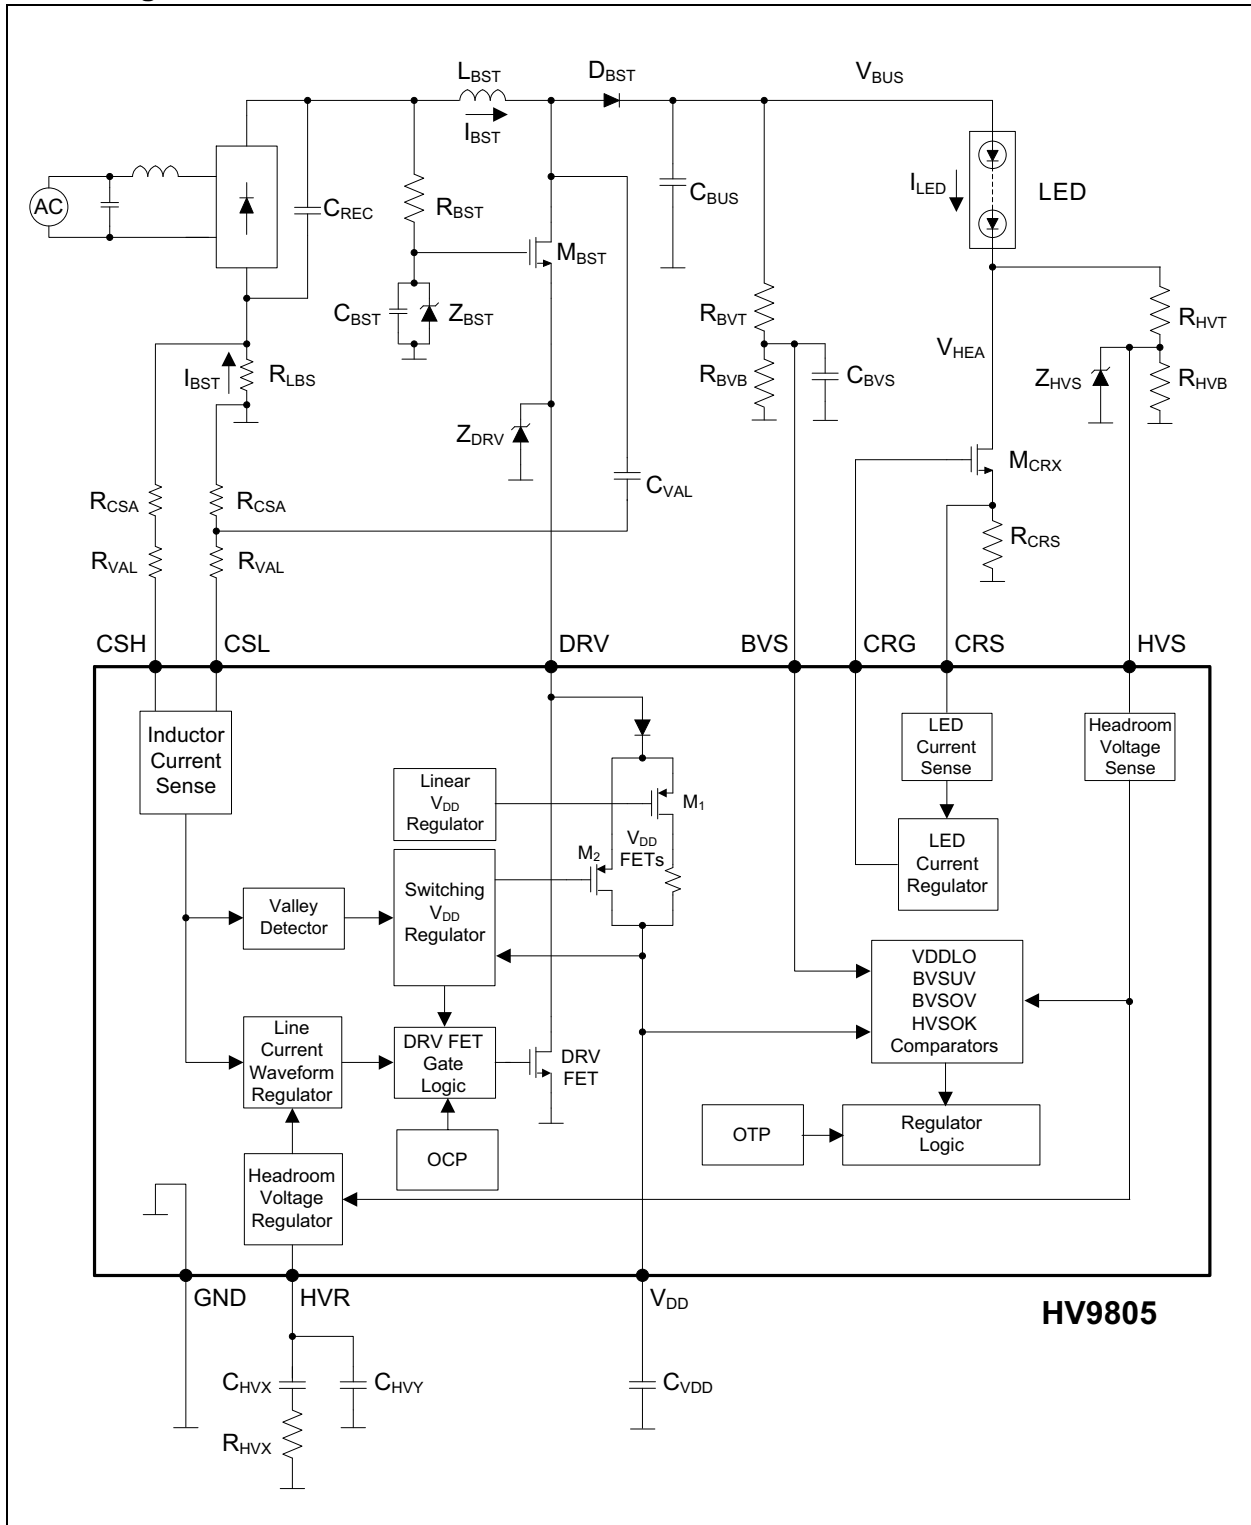 L_BST
D_BST
V_BUS
I_BST
AC
C_REC
R_BST
M_BST
C_BUS
I_LED
LED
C_BST
Z_BST
R_BVT
R_HVT
V_HEA
I_BST
R_LBS
R_BVB
C_BVS
Z_HVS
R_HVB
Z_DRV
M_CRX
R_CSA
R_CSA
C_VAL
R_CRS
R_VAL
R_VAL
CSH
CSL
DRV
BVS
CRG
CRS
HVS
Inductor
Current
Sense
LED
Current
Sense
Headroom
Voltage
Sense
Linear
V_DD
Regulator
M_1
V_DD
FETs
M_2
LED
Current
Regulator
Valley
Detector
Switching
V_DD
Regulator
VDDLO
BVSUV
BVSOV
HVSOK
Comparators
Line
Current
Waveform
Regulator
DRV FET
Gate
Logic
DRV
FET
OTP
Regulator
Logic
OCP
Headroom
Voltage
Regulator
GND
HVR
V_DD
HV9805
C_HVX
C_HVY
C_VDD
R_HVX